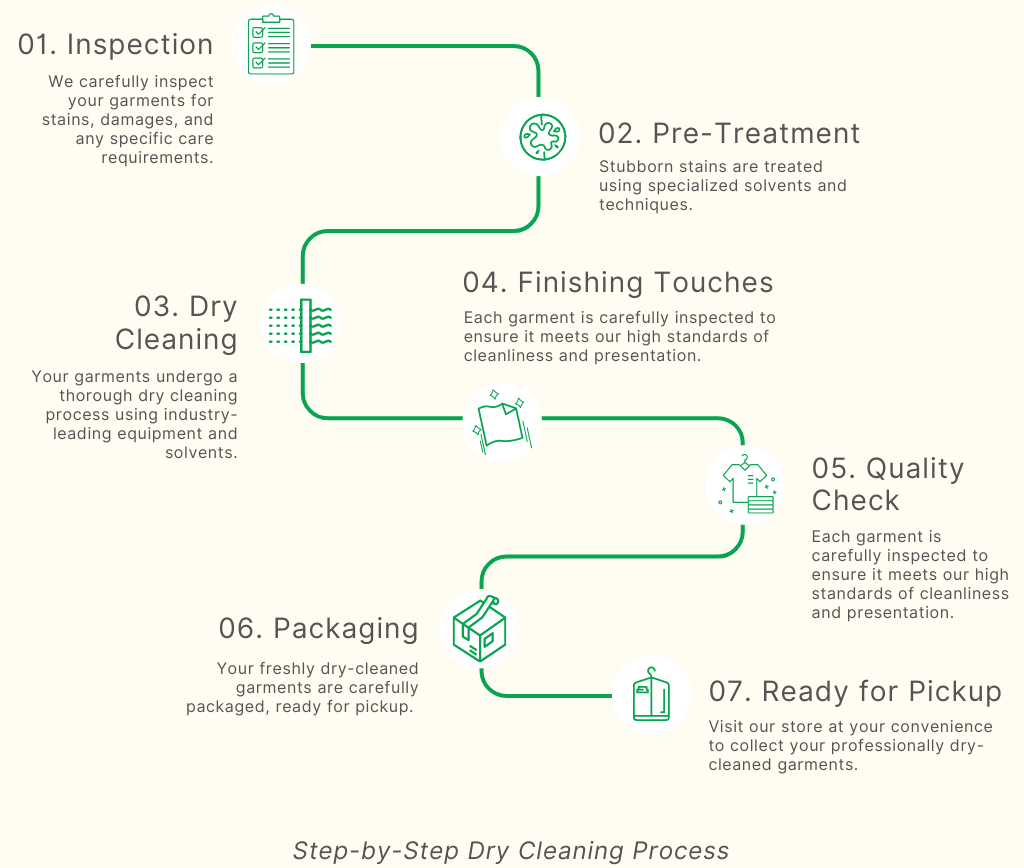 01. Inspection
We carefully inspect
your garments for
stains, damages, and
any specific care
requirements.
02. Pre-Treatment
Stubborn stains are treated
using specialized solvents and
techniques.
03. Dry
Cleaning
Your garments undergo a
thorough dry cleaning
process using industry-
leading equipment and
solvents.
04. Finishing Touches
Each garment is carefully inspected to
ensure it meets our high standards of
cleanliness and presentation.
05. Quality
Check
Each garment is
carefully inspected to
ensure it meets our high
standards of cleanliness
and presentation.
06. Packaging
Your freshly dry-cleaned
garments are carefully
packaged, ready for pickup.
07. Ready for Pickup
Visit our store at your convenience
to collect your professionally dry-
cleaned garments.
Step-by-Step Dry Cleaning Process